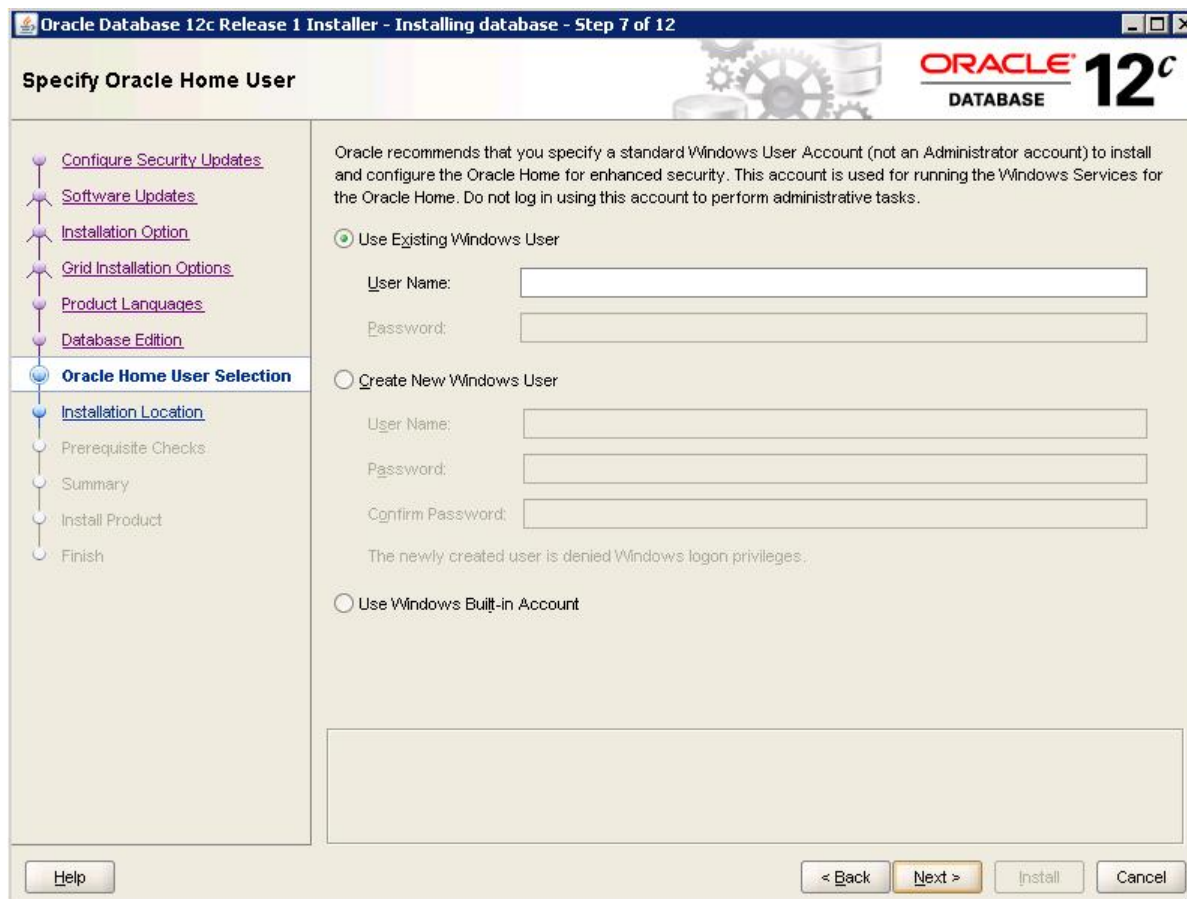 Oracle Database 12c Release 1 Installer - Installing database - Step 7 of 12
Specify Oracle Home User
ORACLE
DATABASE
12c
Configure Security Updates
Software Updates
Installation Option
Grid Installation Options
Product Languages
Database Edition
Oracle Home User Selection
Installation Location
Prerequisite Checks
Summary
Install Product
Finish
Oracle recommends that you specify a standard Windows User Account (not an Administrator account) to install
and configure the Oracle Home for enhanced security. This account is used for running the Windows Services for
the Oracle Home. Do not log in using this account to perform administrative tasks.
Use Existing Windows User
User Name:
Password:
Create New Windows User
User Name:
Password:
Confirm Password:
The newly created user is denied Windows logon privileges.
Use Windows Built-in Account
Help
< Back
Next >
Install
Cancel